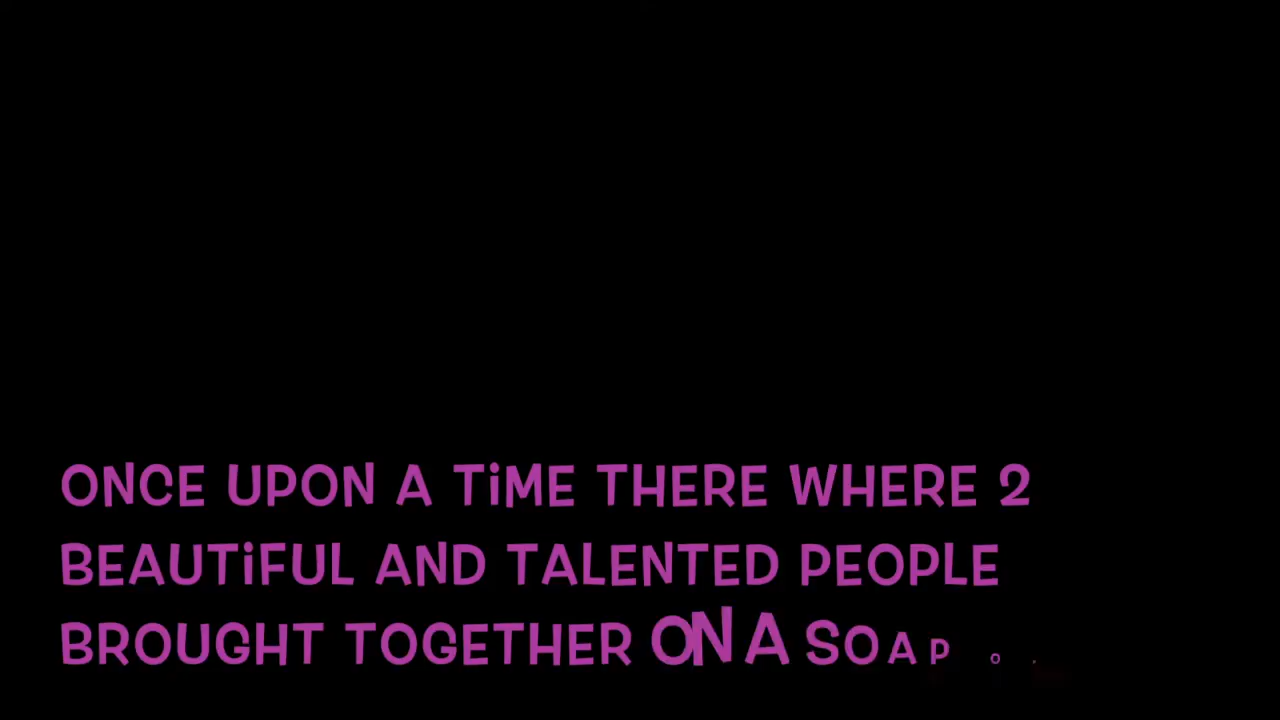 ONCE UPON A TiME THERE WHERE 2
BEAUTiFUL AND TALENTED PEOPLE
BROUGHT TOGETHER ON A SOAP O